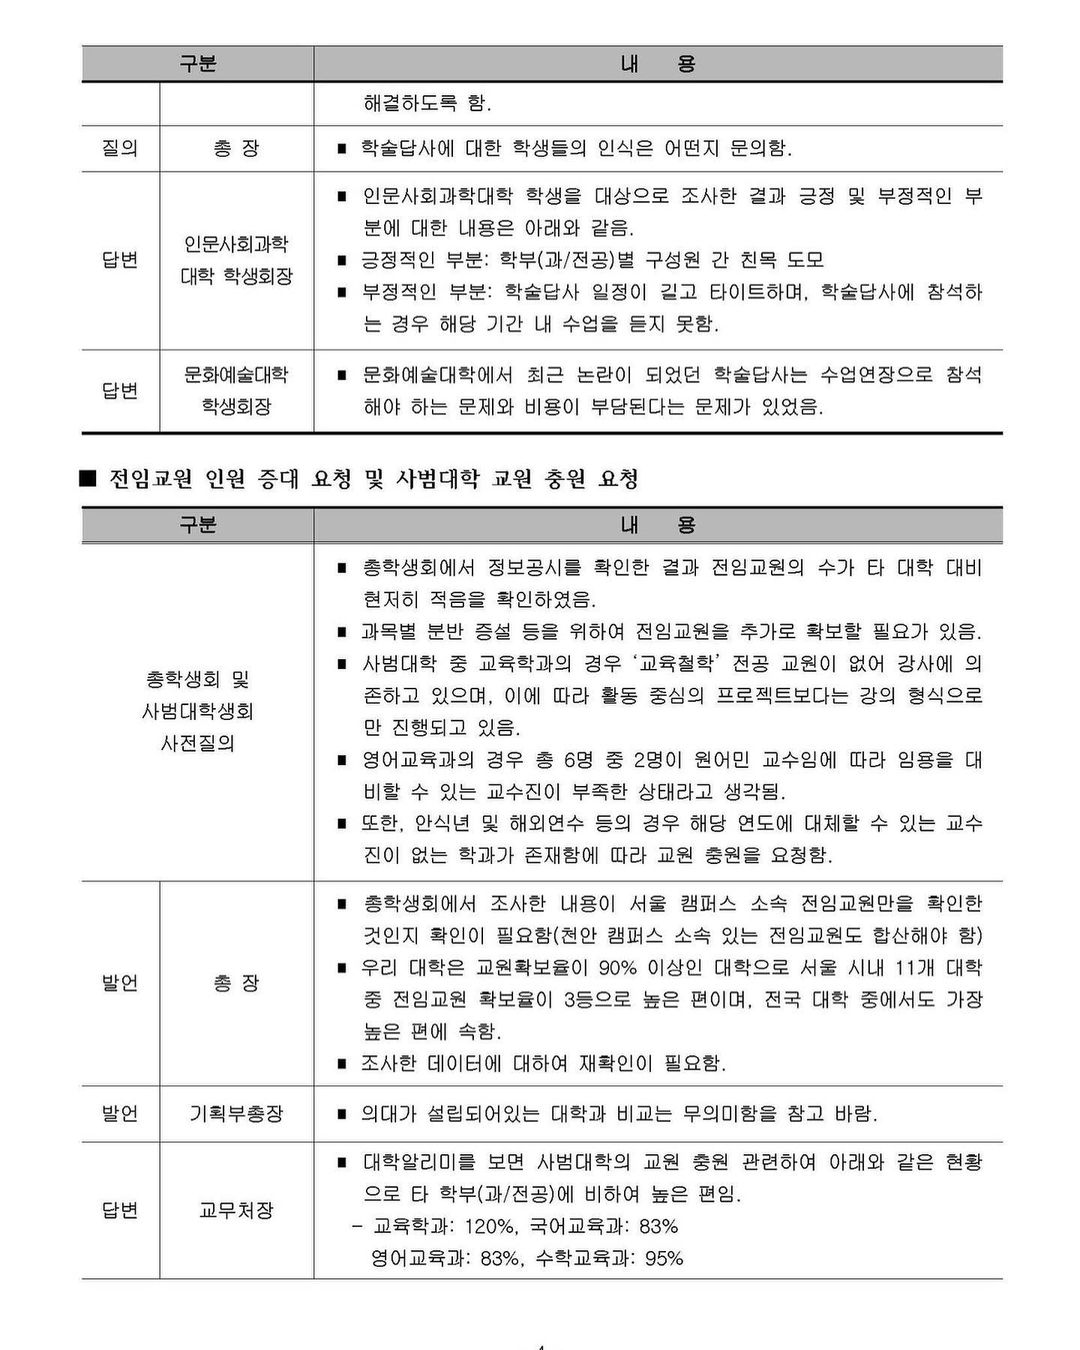 구분 내 용
해결하도록 함.
질의 총 장 ■ 학술답사에 대한 학생들의 인식은 어떤지 문의함.
답변 인문사회과학
대학 학생회장
■ 인문사회과학대학 학생을 대상으로 조사한 결과 긍정 및 부정적인 부
분에 대한 내용은 아래와 같음.
■ 긍정적인 부분: 학부(과/전공)별 구성원 간 친목 도모
■ 부정적인 부분: 학술답사 일정이 길고 타이트하며, 학술답사에 참석하
는 경우 해당 기간 내 수업을 듣지 못함.
답변 문화예술대학
학생회장
■ 문화예술대학에서 최근 논란이 되었던 학술답사는 수업연장으로 참석
해야 하는 문제와 비용이 부담된다는 문제가 있었음.
■ 전임교원 인원 증대 요청 및 사범대학 교원 충원 요청
구분 내 용
총학생회 및
사범대학생회
사전질의
■ 총학생회에서 정보공시를 확인한 결과 전임교원의 수가 타 대학 대비
현저히 적음을 확인하였음.
■ 과목별 분반 증설 등을 위하여 전임교원을 추가로 확보할 필요가 있음.
■ 사범대학 중 교육학과의 경우 ‘교육철학’ 전공 교원이 없어 강사에 의
존하고 있으며, 이에 따라 활동 중심의 프로젝트보다는 강의 형식으로
만 진행되고 있음.
■ 영어교육과의 경우 총 6명 중 2명이 원어민 교수임에 따라 임용을 대
비할 수 있는 교수진이 부족한 상태라고 생각됨.
■ 또한, 안식년 및 해외연수 등의 경우 해당 연도에 대체할 수 있는 교수
진이 없는 학과가 존재함에 따라 교원 충원을 요청함.
발언 총 장
■ 총학생회에서 조사한 내용이 서울 캠퍼스 소속 전임교원만을 확인한
것인지 확인이 필요함(천안 캠퍼스 소속 있는 전임교원도 합산해야 함)
■ 우리 대학은 교원확보율이 90% 이상인 대학으로 서울 시내 11개 대학
중 전임교원 확보율이 3등으로 높은 편이며, 전국 대학 중에서도 가장
높은 편에 속함.
■ 조사한 데이터에 대하여 재확인이 필요함.
발언 기획부총장 ■ 의대가 설립되어있는 대학과 비교는 무의미함을 참고 바람.
답변 교무처장
■ 대학알리미를 보면 사범대학의 교원 충원 관련하여 아래와 같은 현황
으로 타 학부(과/전공)에 비하여 높은 편임.
- 교육학과: 120%, 국어교육과: 83%
영어교육과: 83%, 수학교육과: 95%